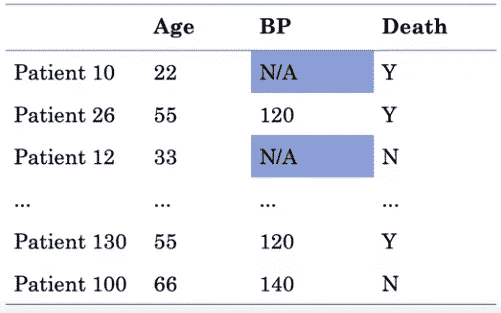 Age BP Death
Patient 10 22 N/A Y
Patient 26 55 120 Y
Patient 12 33 N/A N
... ... ... ...
Patient 130 55 120 Y
Patient 100 66 140 N